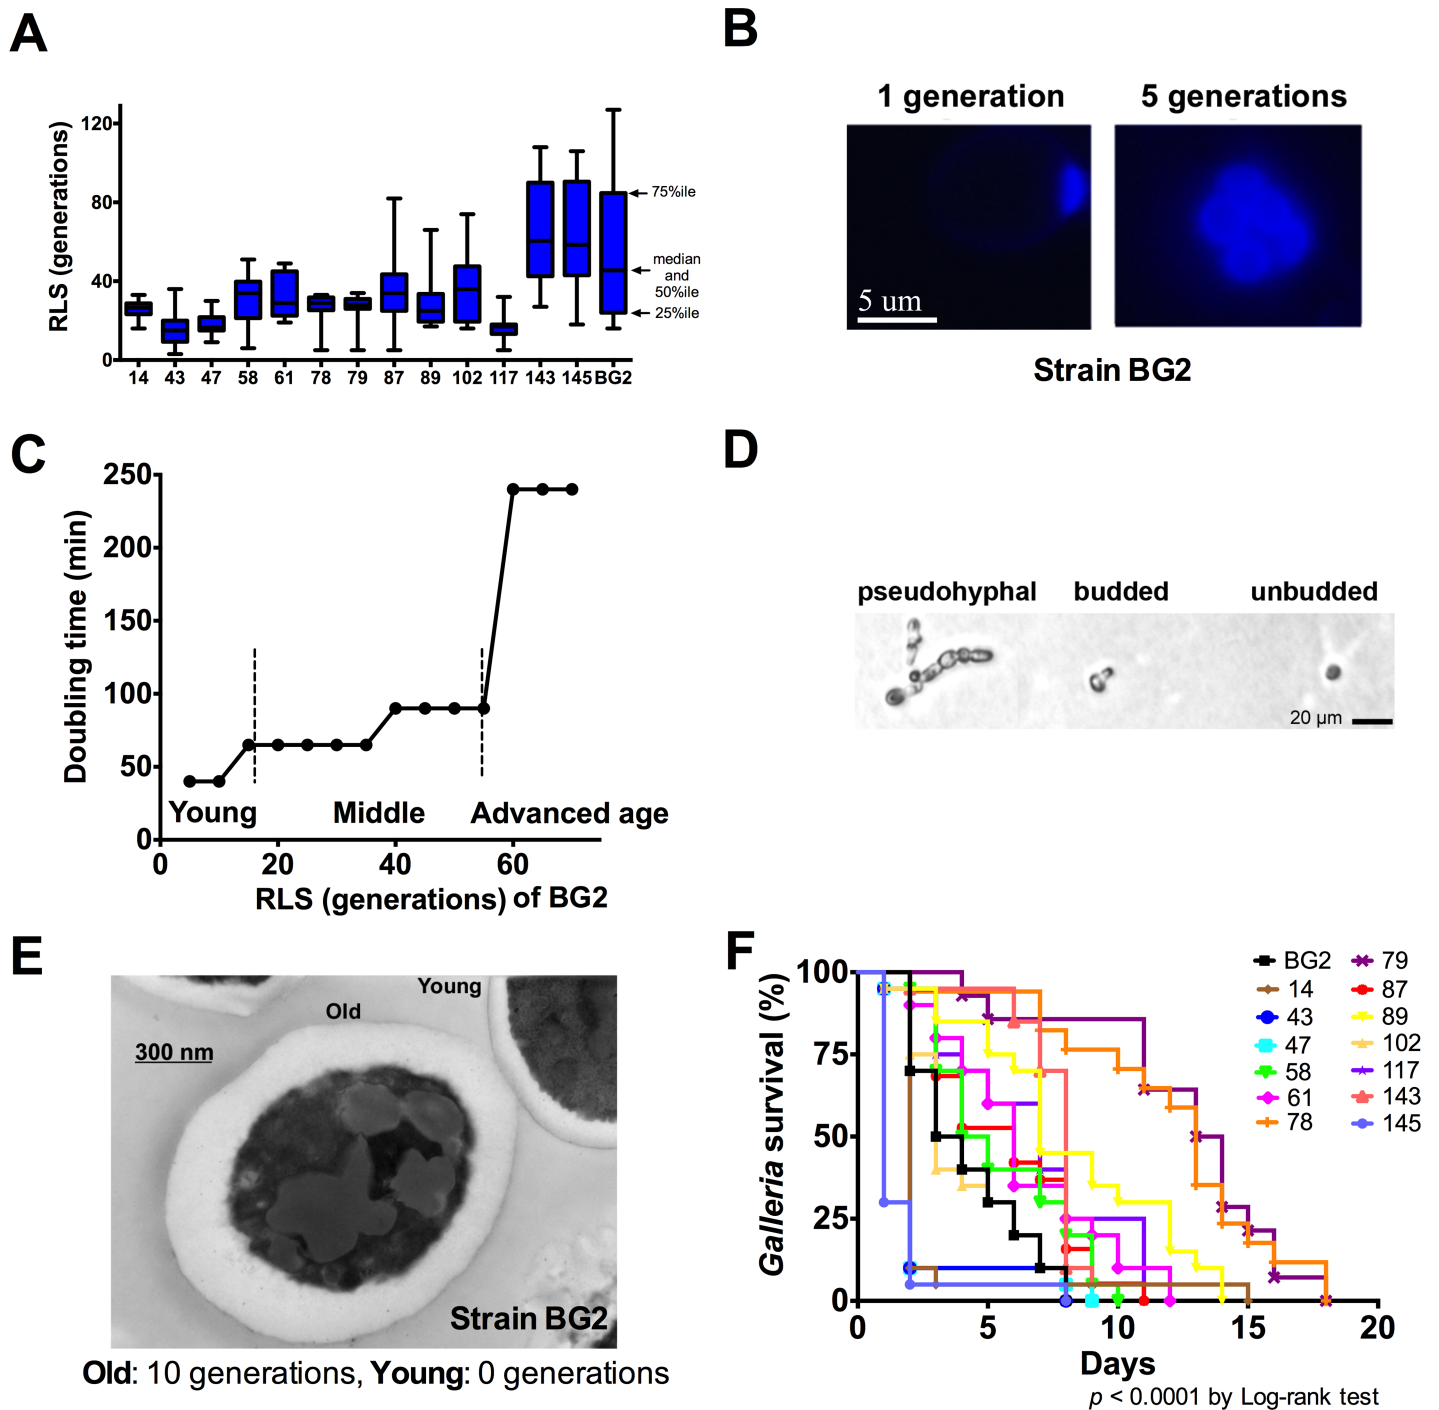 A
RLS (generations)
120
80
40
0
14 43 47 58 61 78 79 87 89 102 117 143 145 BG2
75%ile
median
and
50%ile
25%ile
B
1 generation
5 generations
5 um
Strain BG2
C
Doubling time (min)
250
200
150
100
50
0
Young
Middle
Advanced age
0 20 40 60
RLS (generations) of BG2
D
pseudohyphal
budded
unbudded
20 µm
E
Young
Old
300 nm
Strain BG2
Old: 10 generations, Young: 0 generations
F
Galleria survival (%)
100
75
50
25
0
0 5 10 15 20
Days
p < 0.0001 by Log-rank test
BG2
14
43
47
58
61
78
79
87
89
102
117
143
145